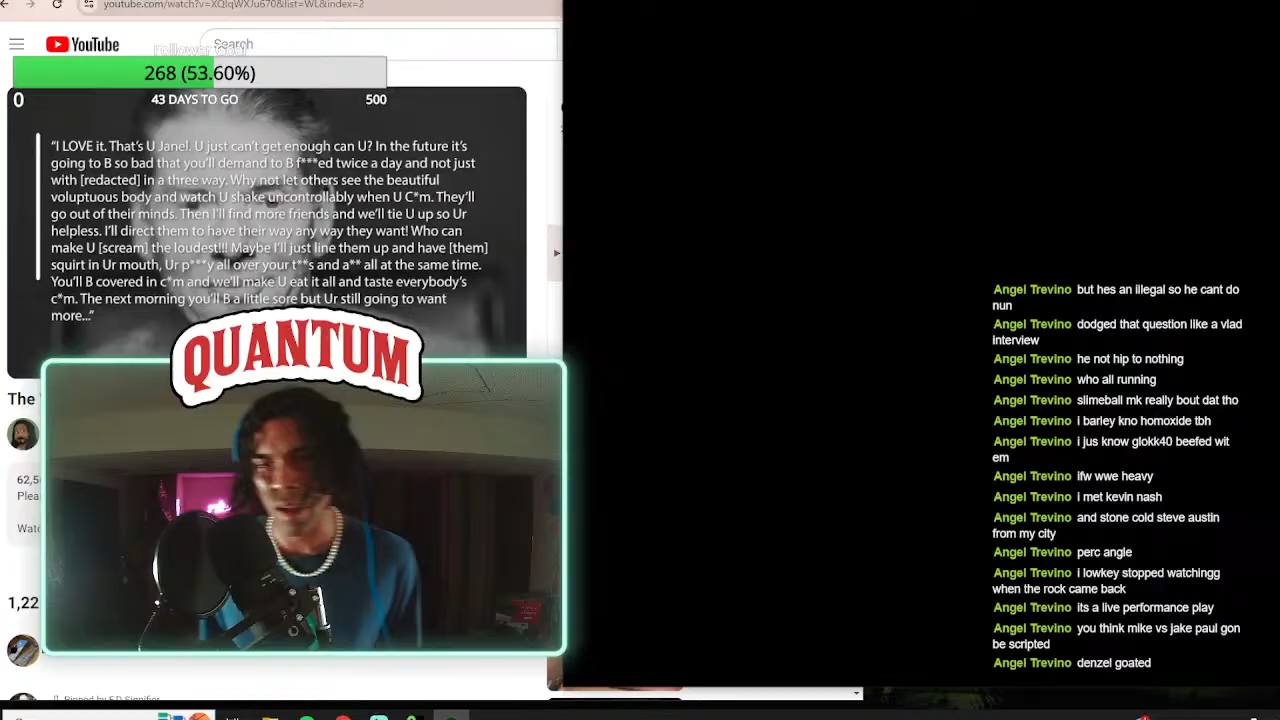 youtube.com/watch?v=XQIqWXJu670&list=WL&index=2
YouTube
Search
268 (53.60%)
0
43 DAYS TO GO
500
“I LOVE it. That’s U Janel. U just can’t get enough can U? In the future it’s
going to B so bad that you’ll demand to B f***ed twice a day and not just
with [redacted] in a three way. Why not let others see the beautiful
voluptuous body and watch U shake uncontrollably when U C*m. They’ll
go out of their minds. Then I’ll find more friends and we’ll tie U up so Ur
helpless. I’ll direct them to have their way any way they want! Who can
make U [scream] the loudest!!! Maybe I’ll just line them up and have [them]
squirt in Ur mouth, Ur p***y all over your t**s and a** all at the same time.
You’ll B covered in c*m and we’ll make U eat it all and taste everybody’s
c*m. The next morning you’ll B a little sore but Ur still going to want
more...”
QUANTUM
The
62,5
Plea
Watc
1,22
Pinned by F.D Signifier
Angel Trevino but hes an illegal so he cant do
nun
Angel Trevino dodged that question like a vlad
interview
Angel Trevino he not hip to nothing
Angel Trevino who all running
Angel Trevino slimeball mk really bout dat tho
Angel Trevino i barley kno homoxide tbh
Angel Trevino i jus know glokk40 beefed wit
em
Angel Trevino ifw wwe heavy
Angel Trevino i met kevin nash
Angel Trevino and stone cold steve austin
from my city
Angel Trevino perc angle
Angel Trevino i lowkey stopped watchingg
when the rock came back
Angel Trevino its a live performance play
Angel Trevino you think mike vs jake paul gon
be scripted
Angel Trevino denzel goated